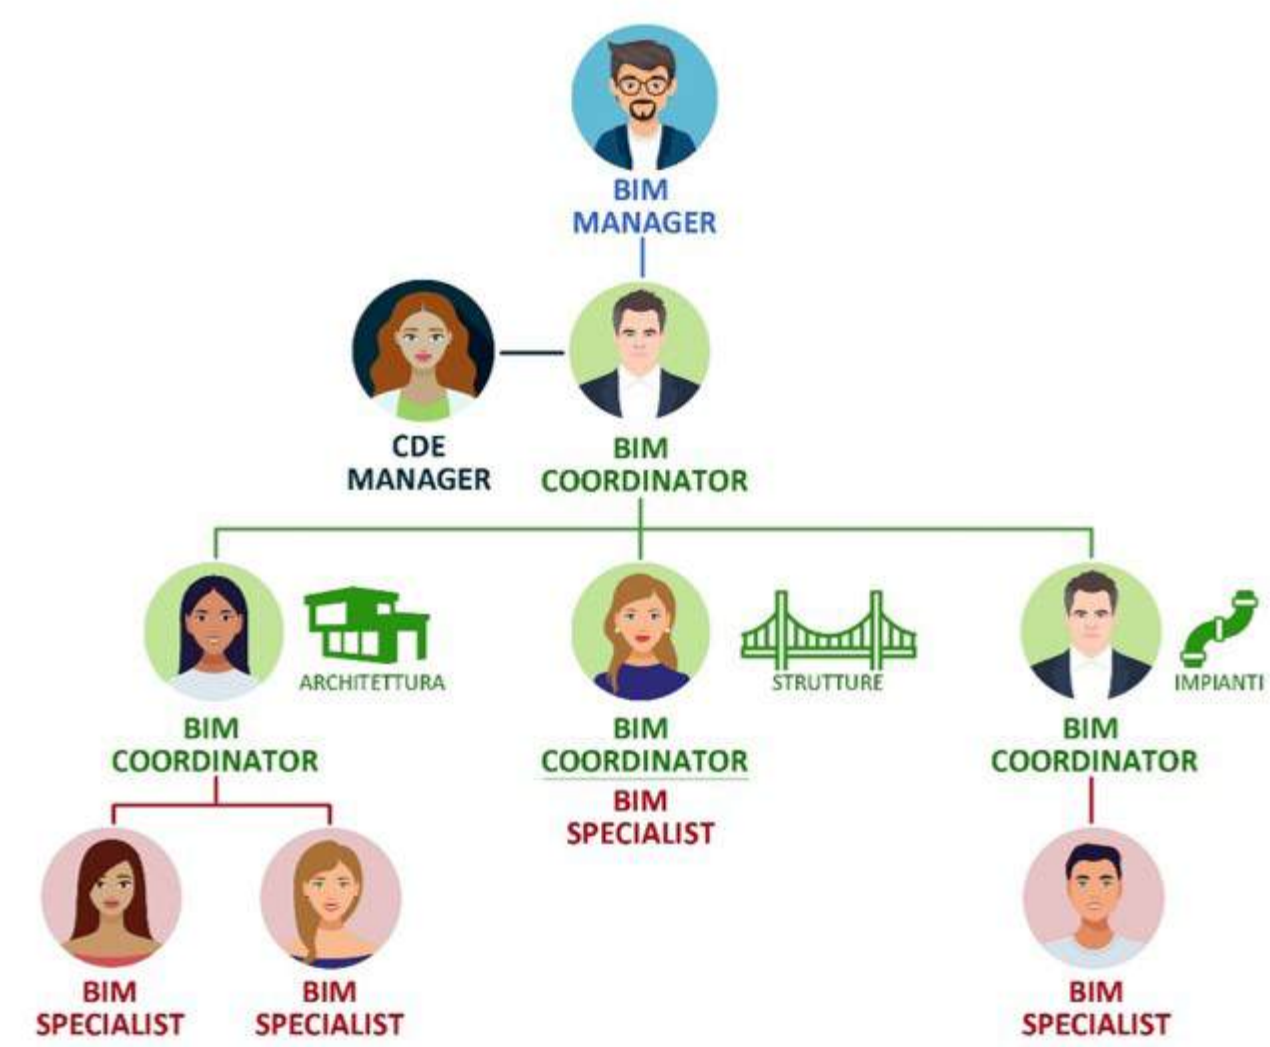 BIM
MANAGER
CDE
MANAGER
BIM
COORDINATOR
ARCHITETTURA
STRUTTURE
IMPIANTI
BIM
COORDINATOR
BIM
COORDINATOR
BIM
SPECIALIST
BIM
COORDINATOR
BIM
SPECIALIST
BIM
SPECIALIST
BIM
SPECIALIST